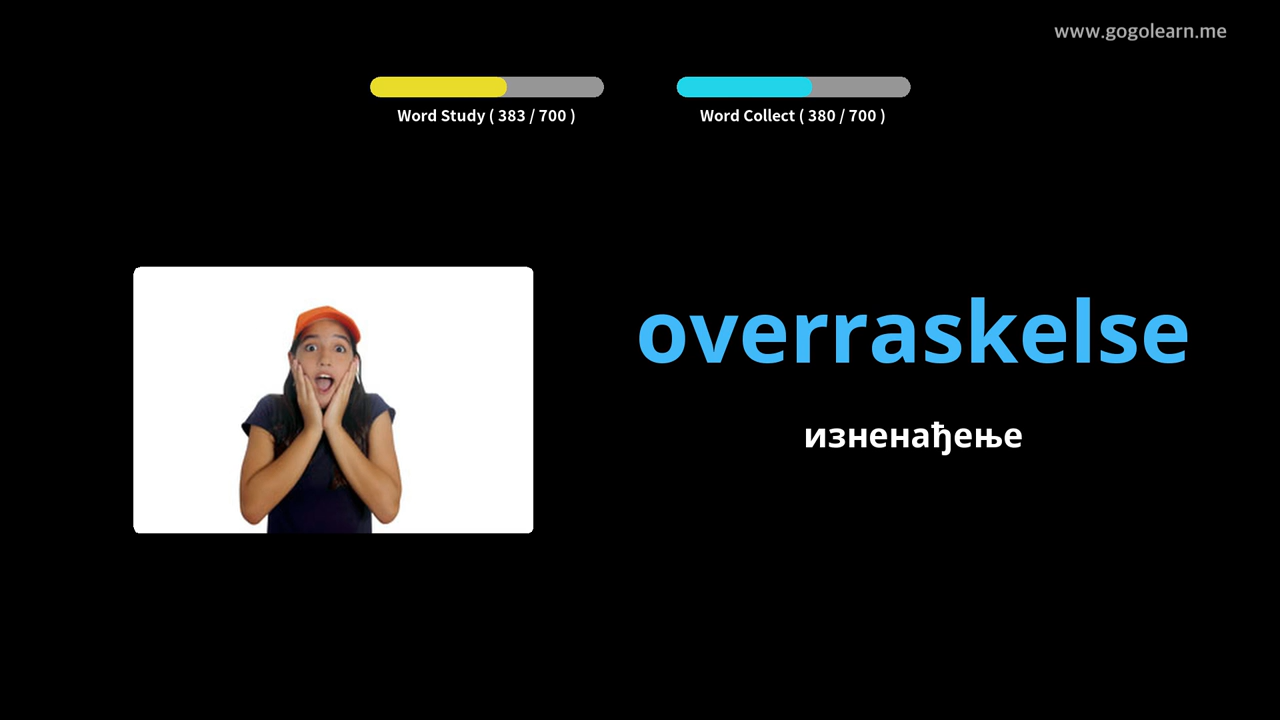 www.gogolearn.me
Word Study ( 383 / 700 )
Word Collect ( 380 / 700 )
overraskelse
изненађење